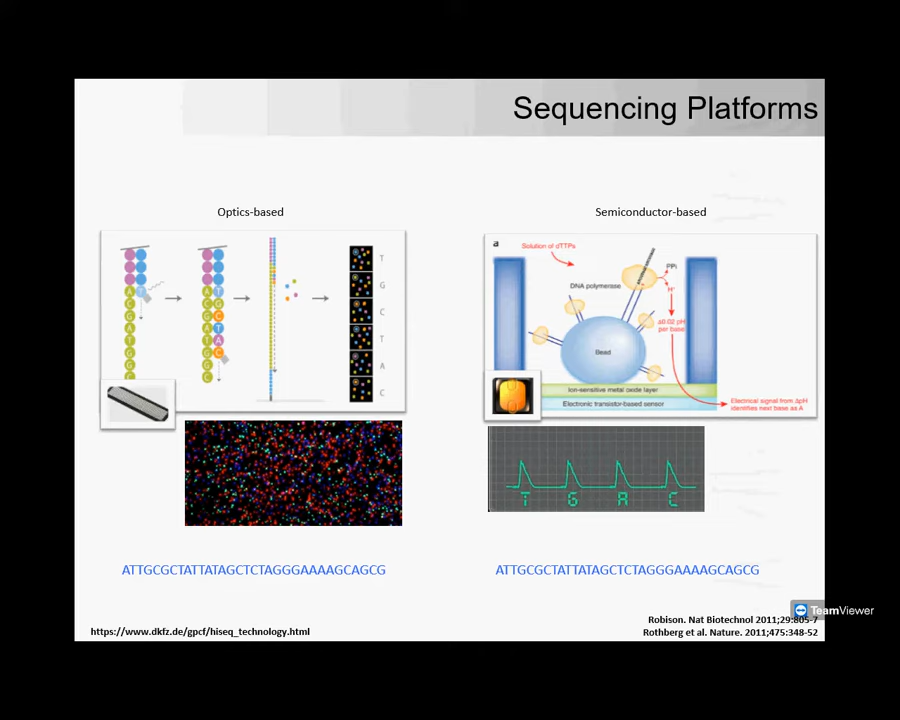 Sequencing Platforms
Optics-based
Semiconductor-based
T
G
C
T
A
C
A
C
G
A
T
G
G
C
T
A
C
G
A
T
G
G
C
T
G
C
T
A
C
a
Solution of dTTPs
PPi
DNA polymerase
H+
≥0.02 pH
per base
Bead
Ion-sensitive metal oxide layer
Electronic transistor-based sensor
Electrical signal from ΔpH
identifies next base as A
T G A C
ATTGCGCTATTATAGCTCTAGGGAAAAGCAGCG
ATTGCGCTATTATAGCTCTAGGGAAAAGCAGCG
TeamViewer
https://www.dkfz.de/gpcf/hiseq_technology.html
Robison. Nat Biotechnol 2011;29:805-7
Rothberg et al. Nature. 2011;475:348-52